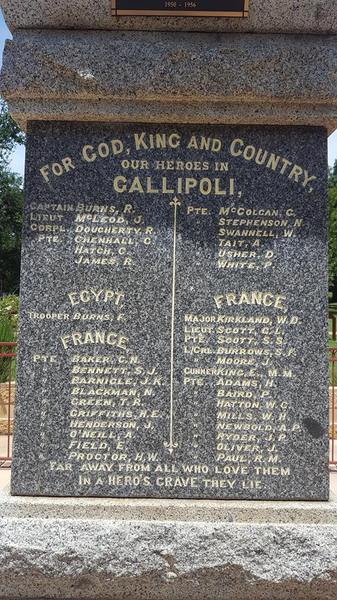 1950 - 1956
FOR GOD, KING AND COUNTRY,
OUR HEROES IN
GALLIPOLI,
CAPTAIN BURNS, R.
LIEUT. MCLEOD, J.
CORPL. DOUGHERTY, R.
PTE. CHENHALL, C.
" HATCH, C.
" JAMES, R.
PTE. MCCOLGAN, C.
" STEPHENSON, N
" SWANNELL, W
" TAIT, A.
" USHER, D.
" WHITE, P.
EGYPT.
TROOPER BURNS, F.
FRANCE.
PTE. BAKER, C.N.
" BENNETT, S.J.
" BARNICLE, J.K.
" BLACKMAN, N.
" GREEN, T.R.
" GRIFFITHS, H.E.
" HENDERSON, J.
" O'NEILL, A.
" FIELD, E.
" PROCTOR, H.W.
FRANCE.
MAJOR KIRKLAND, W.D.
LIEUT. SCOTT, C.L.
PTE. SCOTT, S.S.
L/CRL. BURROWS, S.F.
" MOORE, J.
GUNNER KING, E., M.M.
PTE. ADAMS, H.
" BAIRD, P.
" HATTON, W.C.
" MILLS, W.H.
" NEWBOLD, A.P.
" RYDER, J.P.
" OLIVER, J.
" PAUL, R.M.
FAR AWAY FROM ALL WHO LOVE THEM
IN A HERO'S GRAVE THEY LIE.